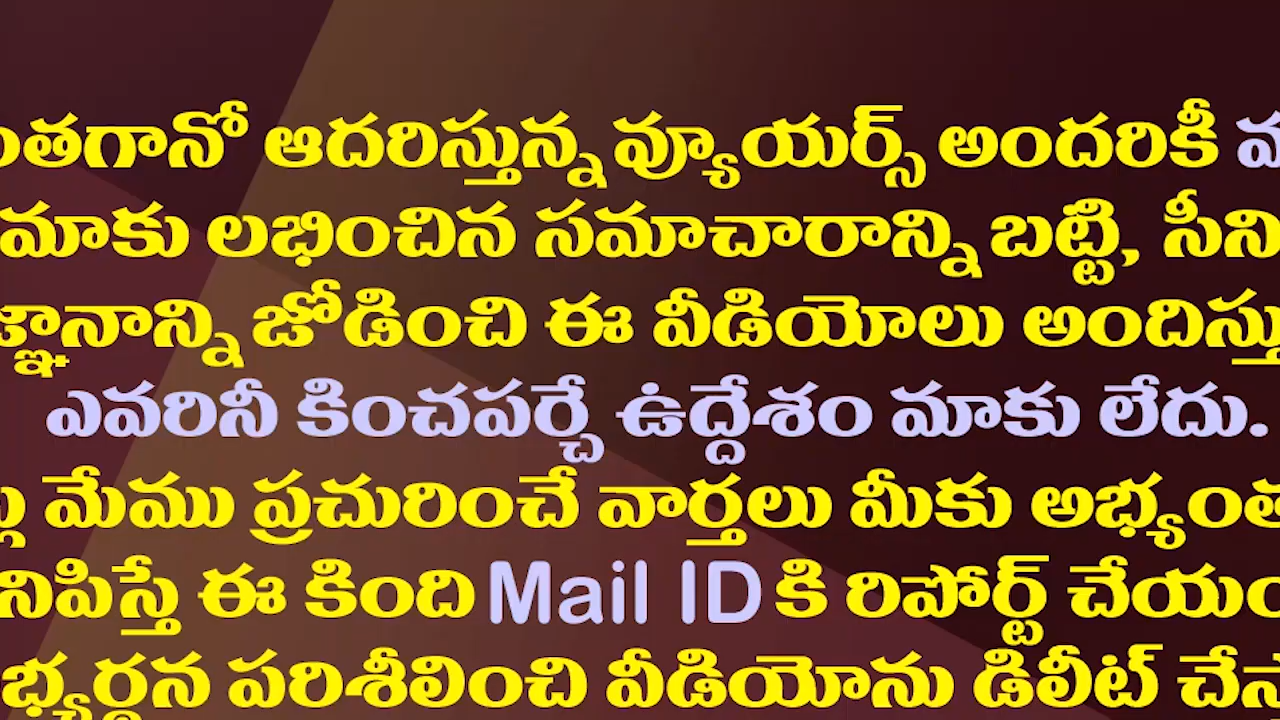 ఆదరిస్తున్న వ్యూయర్స్ అందరికీ
మాకు లభించిన సమాచారాన్ని బట్టి,
జోడించి ఈ వీడియోలు
ఎవరినీ కించపర్చే ఉద్దేశం మాకు లేదు.
మేము ప్రచురించే వార్తలు మీకు
ఈ కింది Mail ID కి రిపోర్ట్
పరిశీలించి వీడియోను డిలీట్